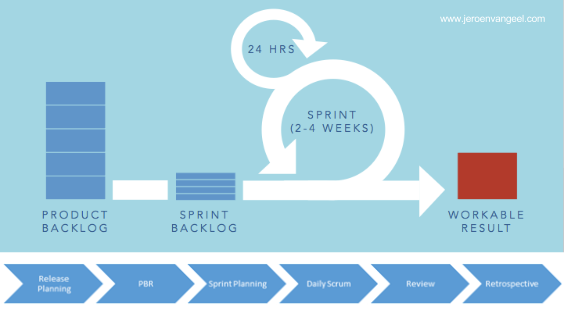 www.jeroenvangeel.com
24 HRS
SPRINT
(2-4 WEEKS)
PRODUCT
BACKLOG
SPRINT
BACKLOG
WORKABLE
RESULT
Release
Planning
PBR
Sprint Planning
Daily Scrum
Review
Retrospective